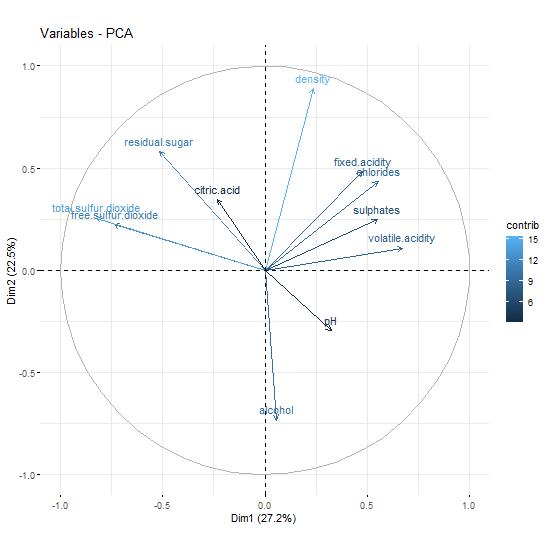 Variables - PCA
1.0
0.5
0.0
-0.5
-1.0
Dim2 (22.5%)
density
residual.sugar
fixed.acidity
chlorides
citric.acid
total.sulfur.dioxide
free.sulfur.dioxide
sulphates
volatile.acidity
pH
alcohol
contrib
15
12
9
6
-1.0
-0.5
0.0
0.5
1.0
Dim1 (27.2%)